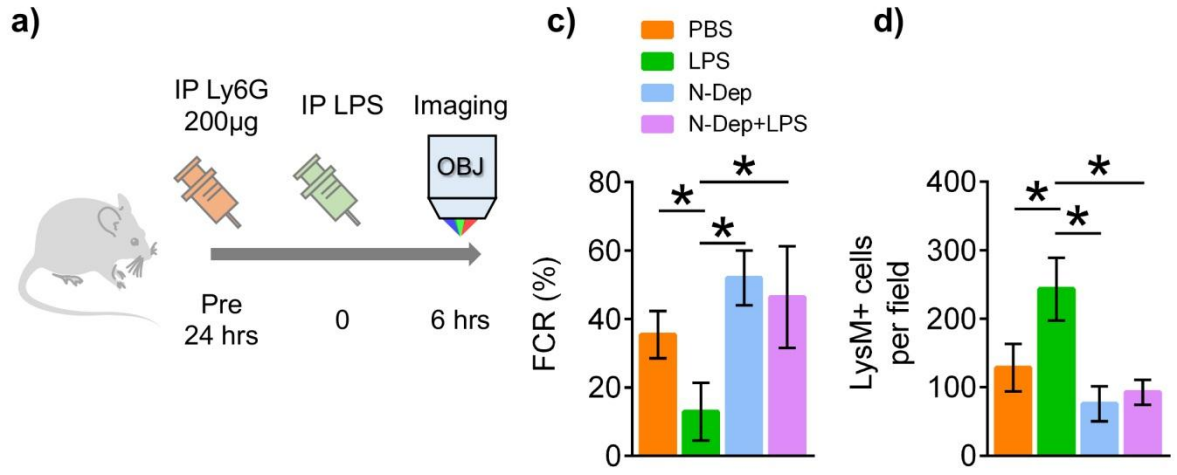 a)
IP Ly6G
200μg
IP LPS
Imaging
OBJ
Pre
24 hrs
0
6 hrs
c)
PBS
LPS
N-Dep
N-Dep+LPS
*
*
*
FCR (%)
80
60
40
20
0
d)
*
*
*
LysM+ cells
per field
400
300
200
100
0